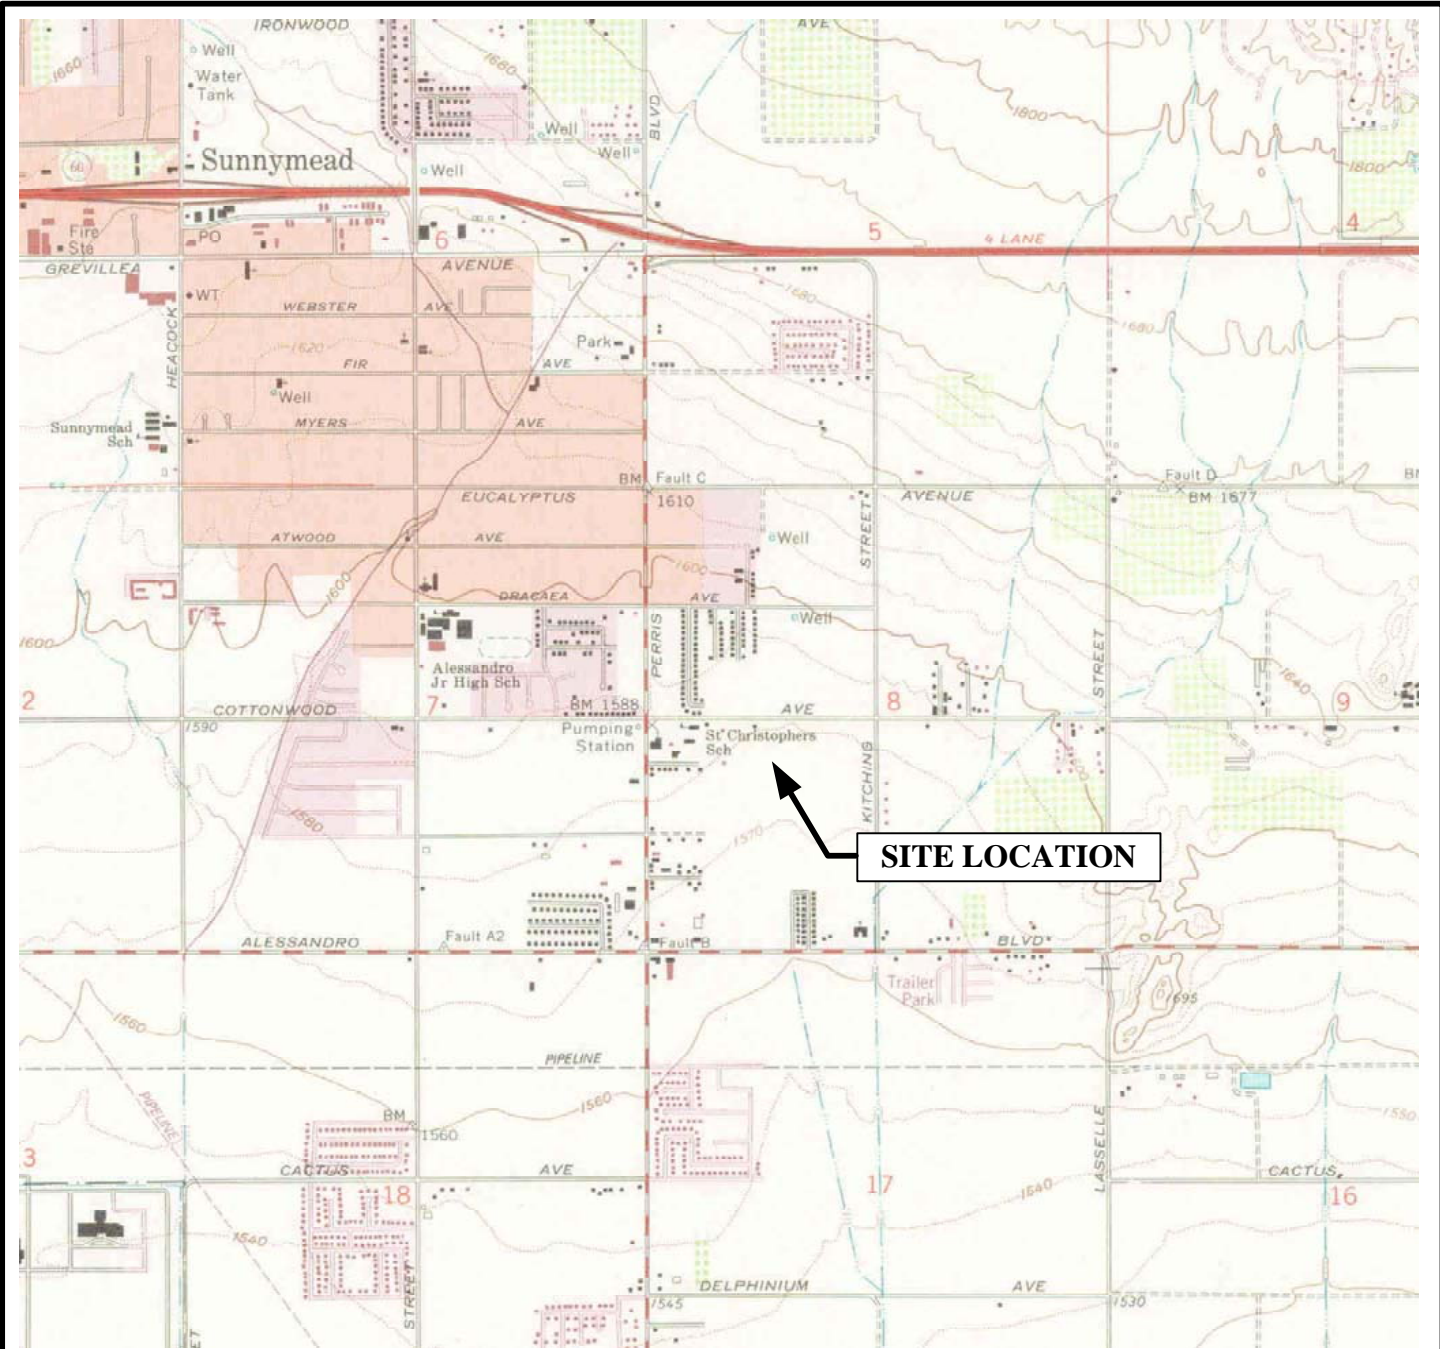 IRONWOOD
AVE
Well
1660
1680
Water
Tank
BLVD
1800
Well
Well
Sunnymead
60
Well
1800
Fire
Sta
PO
6
5
4
4 LANE
GREVILLEA
AVENUE
WT
1680
WEBSTER
AVE
HEACOCK
1680
1620
Park
FIR
AVE
Well
MYERS
AVE
Sunnymead
Sch
BM
Fault C
Fault D
EUCALYPTUS
1610
AVENUE
BM 1677
STREET
ATWOOD
AVE
Well
1600
1600
DRACAEA
AVE
Well
1600
PERRIS
STREET
Alessandro
Jr High Sch
1640
2
COTTONWOOD
7
BM 1588
AVE
8
9
1590
Pumping
Station
St Christophers
Sch
KITCHING
1600
1580
1570
SITE LOCATION
ALESSANDRO
Fault A2
Fault B
BLVD
Trailer
Park
1695
1560
PIPELINE
PIPELINE
1560
BM
1560
LASSELLE
1550
3
CACTUS
AVE
CACTUS
18
17
1540
16
1540
STREET
DELPHINIUM
AVE
1545
1530